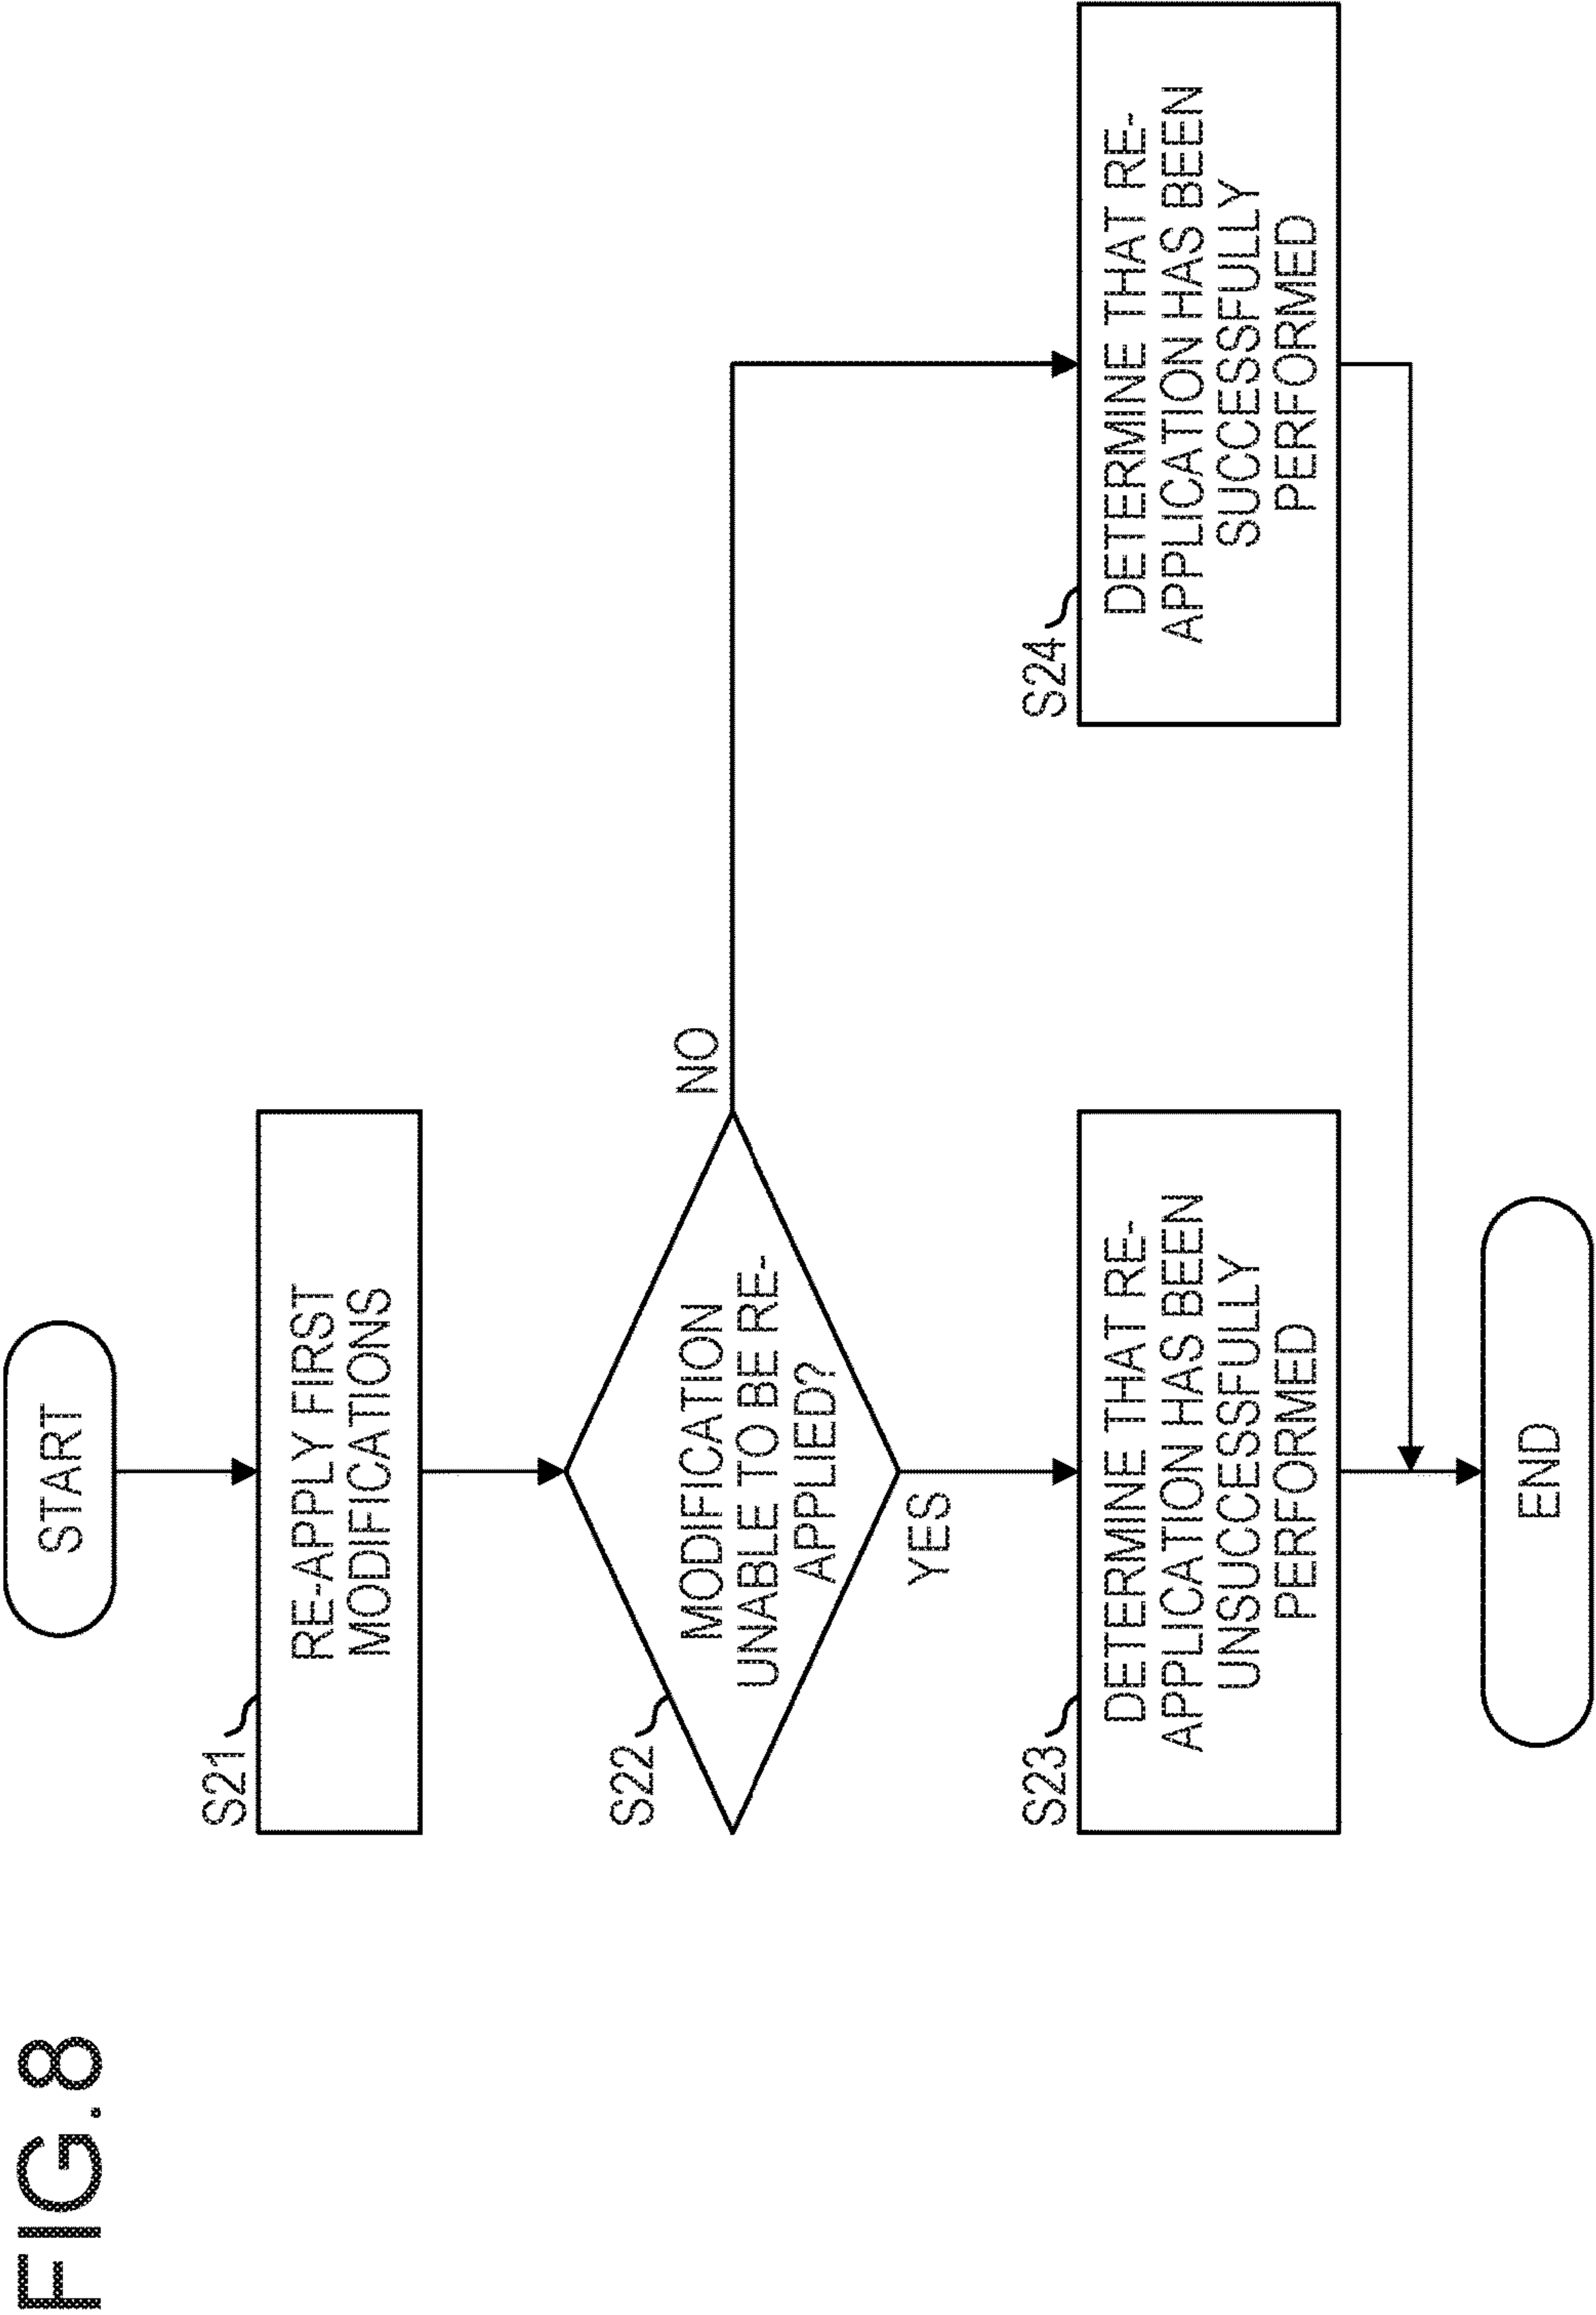 FIG.8
START
S21
RE-APPLY FIRST
MODIFICATIONS
S22
MODIFICATION
UNABLE TO BE RE-
APPLIED?
NO
YES
S23
DETERMINE THAT RE-
APPLICATION HAS BEEN
UNSUCCESSFULLY
PERFORMED
S24
DETERMINE THAT RE-
APPLICATION HAS BEEN
SUCCESSFULLY
PERFORMED
END